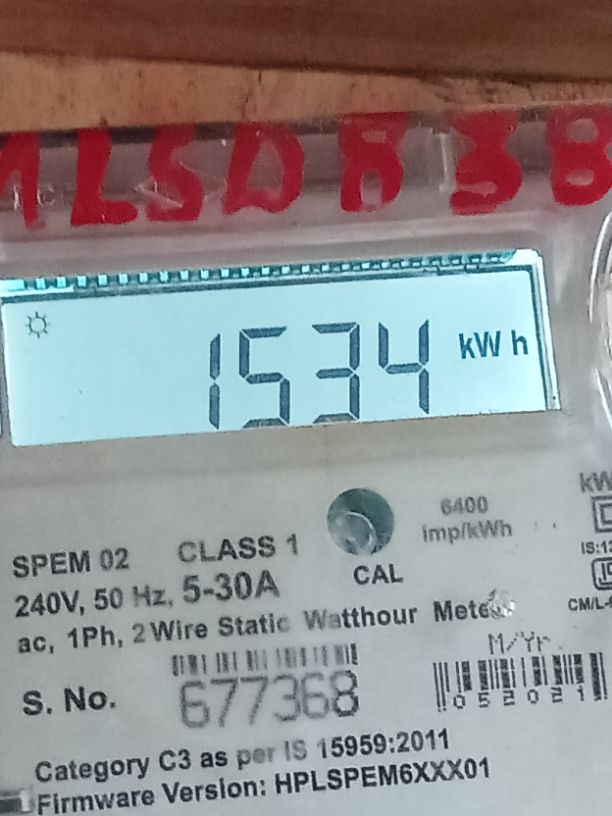 1534 kWh
6400
imp/kWh
SPEM 02 CLASS 1
CAL
240V, 50 Hz, 5-30A
ac, 1Ph, 2 Wire Static Watthour
M/Yr.
S. No. 677368
052021
Category C3 as per IS 15959:2011
Firmware Version: HPLSPEM6XXX01